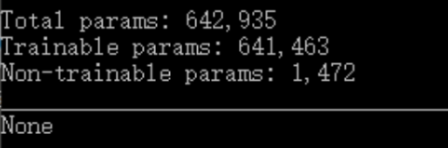 Total params: 642,935
Trainable params: 641,463
Non-trainable params: 1,472
None